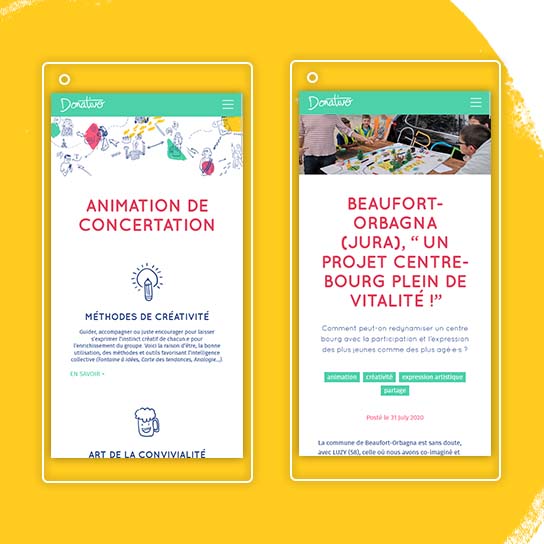 Donativo
ANIMATION DE
CONCERTATION
MÉTHODES DE CRÉATIVITÉ
Guider, accompagner ou juste encourager pour laisser
s'exprimer l'instinct créatif de chacun·e pour
l'enrichissement du groupe. Voici la raison d'être, la bonne
utilisation, des méthodes et outils favorisant l'intelligence
collective (Fontaine à idées, Carte des tendances, Analogie...).
EN SAVOIR +
ART DE LA CONVIVIALITÉ
Donativo
BEAUFORT-
ORBAGNA
(JURA), “ UN
PROJET CENTRE-
BOURG PLEIN DE
VITALITÉ !”
Comment peut-on redynamiser un centre
bourg avec la participation et l'expression
des plus jeunes comme des plus agé·e·s ?
animation créativité expression artistique
partage
Posté le 31 July 2020
La commune de Beaufort-Orbagna est sans doute,
avec LUZY (58), celle où nous avons co-imaginé et